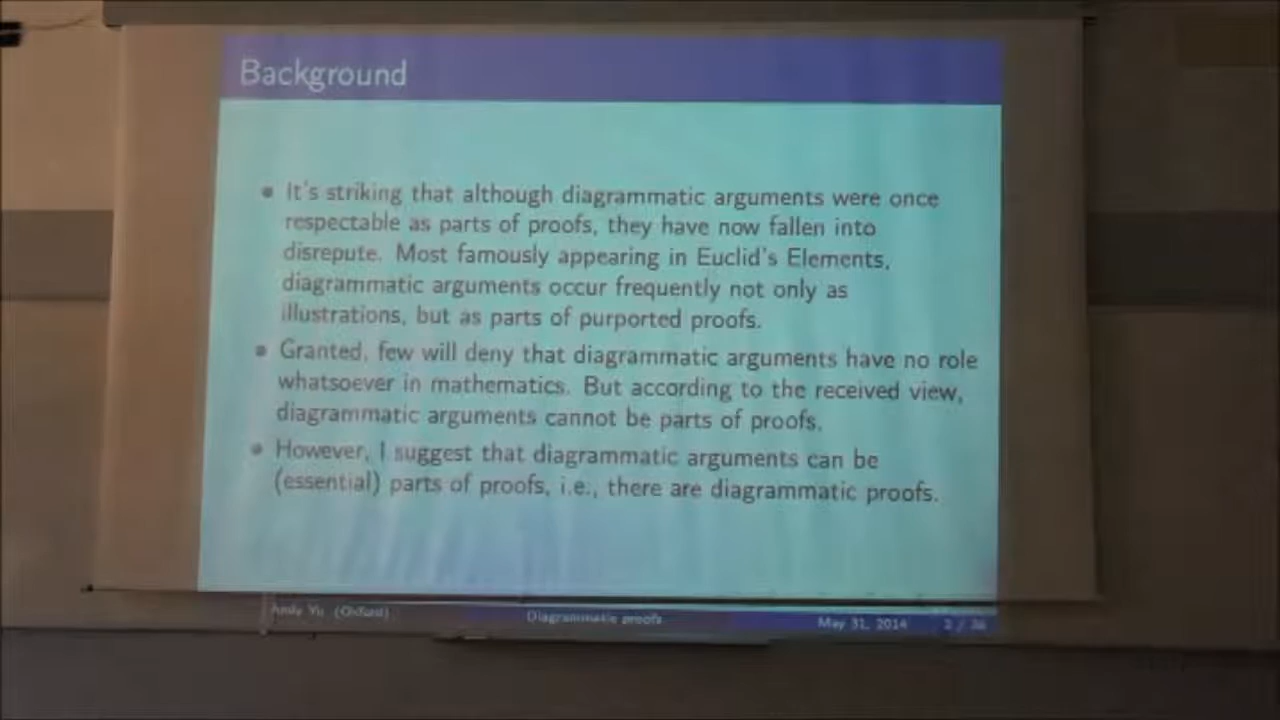 Background
• It's striking that although diagrammatic arguments were once
respectable as parts of proofs, they have now fallen into
disrepute. Most famously appearing in Euclid's Elements,
diagrammatic arguments occur frequently not only as
illustrations, but as parts of purported proofs.
• Granted, few will deny that diagrammatic arguments have no role
whatsoever in mathematics. But according to the received view,
diagrammatic arguments cannot be parts of proofs.
• However, I suggest that diagrammatic arguments can be
(essential) parts of proofs, i.e., there are diagrammatic proofs.
Andy Yu (Oxford) Diagrammatic proofs May 31, 2014 2 / 36